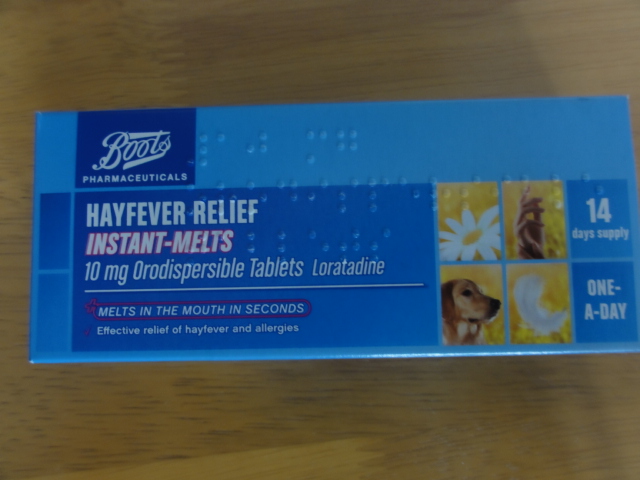 Boots
PHARMACEUTICALS
HAYFEVER RELIEF
INSTANT-MELTS
10 mg Orodispersible Tablets Loratadine
MELTS IN THE MOUTH IN SECONDS
Effective relief of hayfever and allergies
14
days supply
ONE-
A-DAY